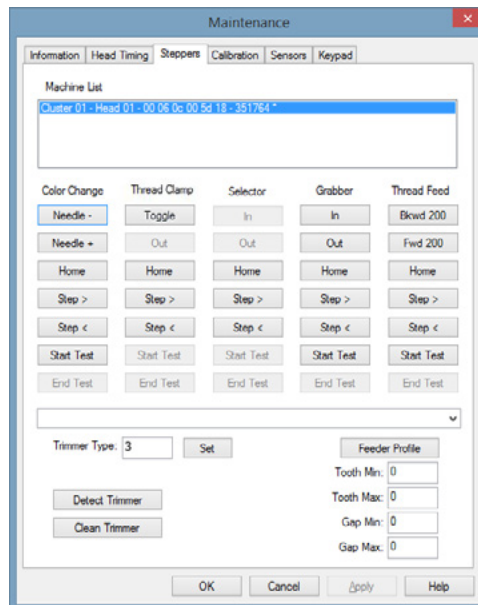 Maintenance
Information Head Timing Steppers Calibration Sensors Keypad
Machine List
Cluster 01 - Head 01 - 00 06 0c 00 5d 18 - 351764 *
Color Change Thread Clamp Selector Grabber Thread Feed
Needle - Toggle In In Bkwd 200
Needle + Out Out Out Fwd 200
Home Home Home Home Home
Step > Step > Step > Step > Step >
Step < Step < Step < Step < Step <
Start Test Start Test Start Test Start Test Start Test
End Test End Test End Test End Test End Test
Trimmer Type: 3 Set Feeder Profile
Tooth Min: 0
Detect Trimmer Tooth Max: 0
Clean Trimmer Gap Min: 0
Gap Max: 0
OK Cancel Apply Help